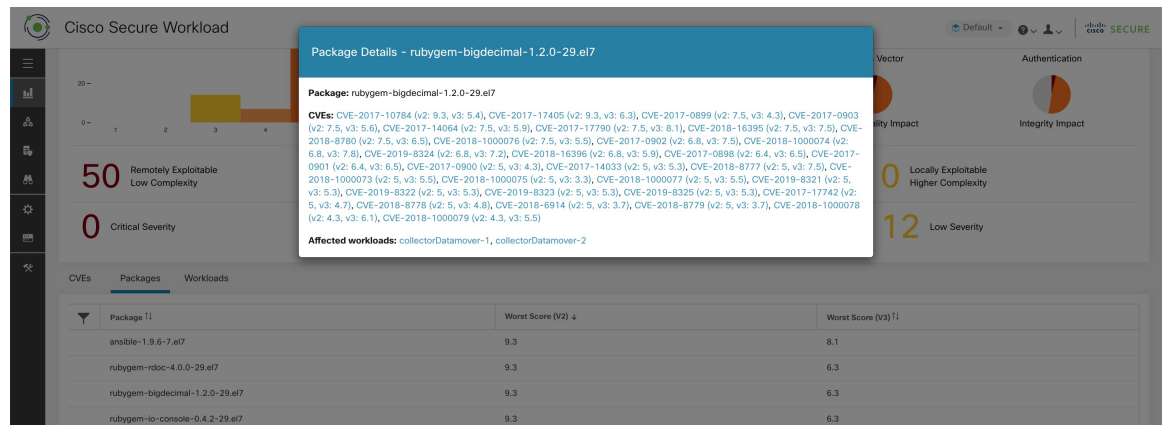 Cisco Secure Workload
Default
CISCO SECURE
20
0
1 2 3 4
Package Details - rubygem-bigdecimal-1.2.0-29.el7
Package: rubygem-bigdecimal-1.2.0-29.el7
CVEs: CVE-2017-10784 (v2: 9.3, v3: 5.4), CVE-2017-17405 (v2: 9.3, v3: 6.3), CVE-2017-0899 (v2: 7.5, v3: 4.3), CVE-2017-0903
(v2: 7.5, v3: 5.6), CVE-2017-14064 (v2: 7.5, v3: 5.9), CVE-2017-17790 (v2: 7.5, v3: 8.1), CVE-2018-16395 (v2: 7.5, v3: 7.5), CVE-
2018-8780 (v2: 7.5, v3: 6.5), CVE-2018-1000076 (v2: 7.5, v3: 5.5), CVE-2017-0902 (v2: 6.8, v3: 7.5), CVE-2018-1000074 (v2:
6.8, v3: 7.8), CVE-2019-8324 (v2: 6.8, v3: 7.2), CVE-2018-16396 (v2: 6.8, v3: 5.9), CVE-2017-0898 (v2: 6.4, v3: 6.5), CVE-2017-
0901 (v2: 6.4, v3: 6.5), CVE-2017-0900 (v2: 5, v3: 4.3), CVE-2017-14033 (v2: 5, v3: 5.3), CVE-2018-8777 (v2: 5, v3: 7.5), CVE-
2018-1000073 (v2: 5, v3: 5.5), CVE-2018-1000075 (v2: 5, v3: 3.3), CVE-2018-1000077 (v2: 5, v3: 5.5), CVE-2019-8321 (v2: 5,
v3: 5.3), CVE-2019-8322 (v2: 5, v3: 5.3), CVE-2019-8323 (v2: 5, v3: 5.3), CVE-2019-8325 (v2: 5, v3: 5.3), CVE-2017-17742 (v2:
5, v3: 4.7), CVE-2018-8778 (v2: 5, v3: 4.8), CVE-2018-6914 (v2: 5, v3: 3.7), CVE-2018-8779 (v2: 5, v3: 3.7), CVE-2018-1000078
(v2: 4.3, v3: 6.1), CVE-2018-1000079 (v2: 4.3, v3: 5.5)
Affected workloads: collectorDatamover-1, collectorDatamover-2
Vector Authentication
Impact Integrity Impact
50 Remotely Exploitable
Low Complexity
0 Locally Exploitable
Higher Complexity
0 Critical Severity
12 Low Severity
CVEs Packages Workloads
Package Worst Score (V2) Worst Score (V3)
ansible-1.9.6-7.el7 9.3 8.1
rubygem-rdoc-4.0.0-29.el7 9.3 6.3
rubygem-bigdecimal-1.2.0-29.el7 9.3 6.3
rubygem-io-console-0.4.2-29.el7 9.3 6.3